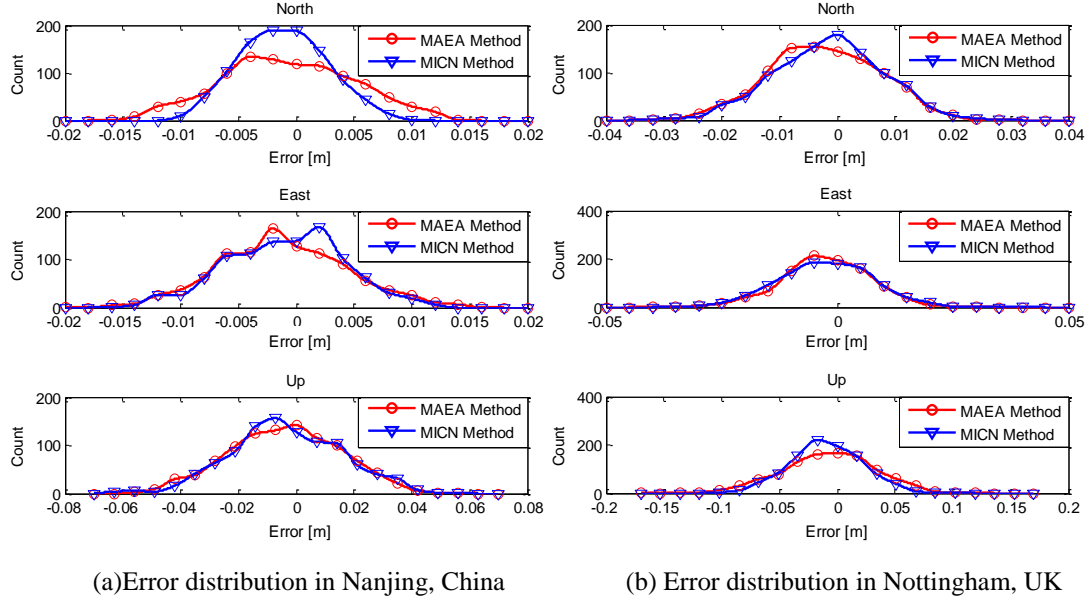 North
200
100
0
Count
-0.02 -0.015 -0.01 -0.005 0 0.005 0.01 0.015 0.02
Error [m]
MAEA Method
MICN Method
East
200
100
0
Count
-0.02 -0.015 -0.01 -0.005 0 0.005 0.01 0.015 0.02
Error [m]
MAEA Method
MICN Method
Up
200
100
0
Count
-0.08 -0.06 -0.04 -0.02 0 0.02 0.04 0.06 0.08
Error [m]
MAEA Method
MICN Method
(a)Error distribution in Nanjing, China
North
200
100
0
Count
-0.04 -0.03 -0.02 -0.01 0 0.01 0.02 0.03 0.04
Error [m]
MAEA Method
MICN Method
East
400
200
0
Count
-0.05 0 0.05
Error [m]
MAEA Method
MICN Method
Up
400
200
0
Count
-0.2 -0.15 -0.1 -0.05 0 0.05 0.1 0.15 0.2
Error [m]
MAEA Method
MICN Method
(b) Error distribution in Nottingham, UK